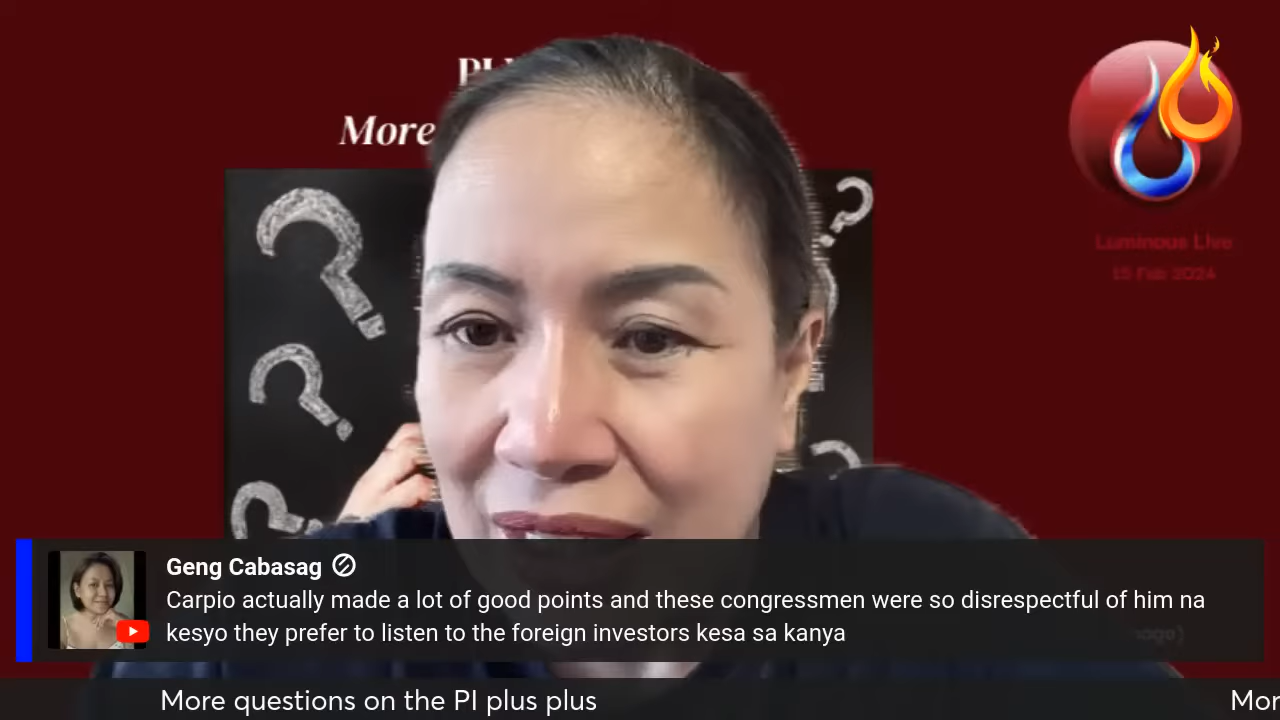 More
Luminous Live
15 Feb 2024
Geng Cabasag
Carpio actually made a lot of good points and these congressmen were so disrespectful of him na
kesyo they prefer to listen to the foreign investors kesa sa kanya
More questions on the PI plus plus